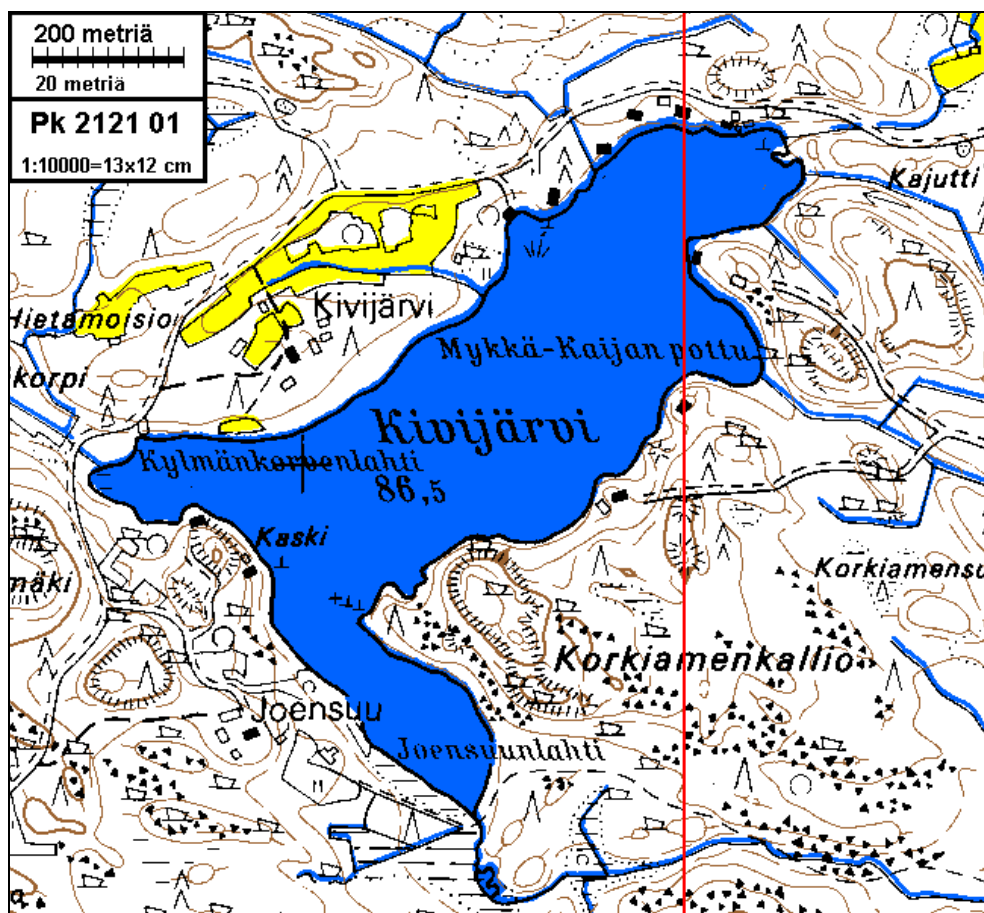 200 metriä
20 metriä
Pk 2121 01
1:10000=13x12 cm
Kajutti
Kivijärvi
Hietamoisio
Mykkä-Kaijan pottu
korpi
Kivijärvi
Kylmänkorvenlahti
86,5
Kaski
mäki
Korkiamensu
Korkiamenkallio
Joensuu
Joensuunlahti